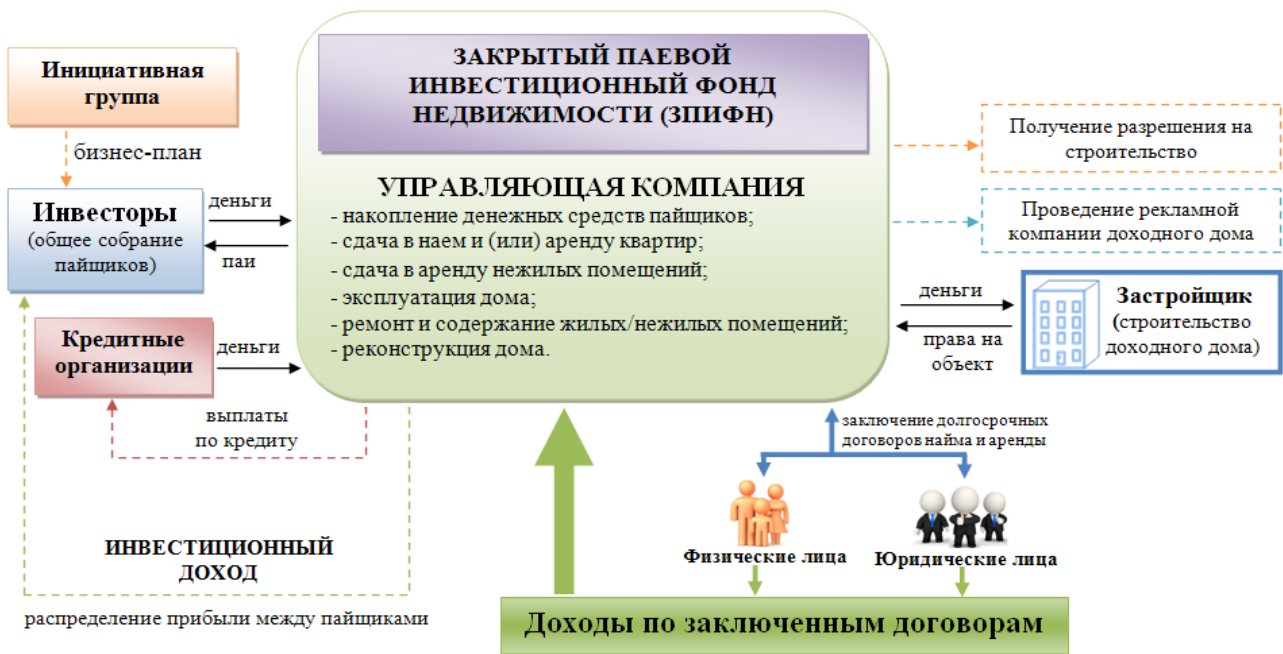 Инициативная
группа
бизнес-план
Инвесторы
(общее собрание
пайщиков)
деньги
паи
Кредитные
организации
деньги
выплаты
по кредиту
ИНВЕСТИЦИОННЫЙ
ДОХОД
распределение прибыли между пайщиками
ЗАКРЫТЫЙ ПАЕВОЙ
ИНВЕСТИЦИОННЫЙ ФОНД
НЕДВИЖИМОСТИ (ЗПИФН)
УПРАВЛЯЮЩАЯ КОМПАНИЯ
- накопление денежных средств пайщиков;
- сдача в наем и (или) аренду квартир;
- сдача в аренду нежилых помещений;
- эксплуатация дома;
- ремонт и содержание жилых/нежилых помещений;
- реконструкция дома.
Получение разрешения на
строительство
Проведение рекламной
компании доходного дома
деньги
права на
объект
Застройщик
(строительство
доходного дома)
заключение долгосрочных
договоров найма и аренды
Физические лица
Юридические лица
Доходы по заключенным договорам